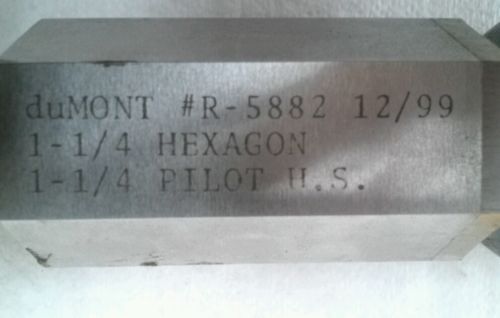 duMONT #R-5882 12/99
1-1/4 HEXAGON
1-1/4 PILOT H.S.